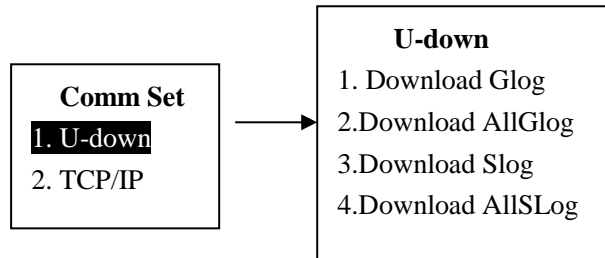 Comm Set
1. U-down
2. TCP/IP
U-down
1. Download Glog
2.Download AllGlog
3.Download Slog
4.Download AllSLog